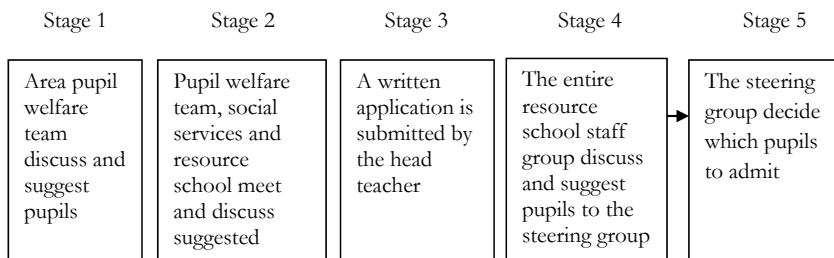 Stage 1
Stage 2
Stage 3
Stage 4
Stage 5
Area pupil
welfare
team
discuss and
suggest
pupils
Pupil welfare
team, social
services and
resource
school meet
and discuss
suggested
A written
application is
submitted by
the head
teacher
The entire
resource
school staff
group discuss
and suggest
pupils to the
steering group
The steering
group decide
which pupils
to admit